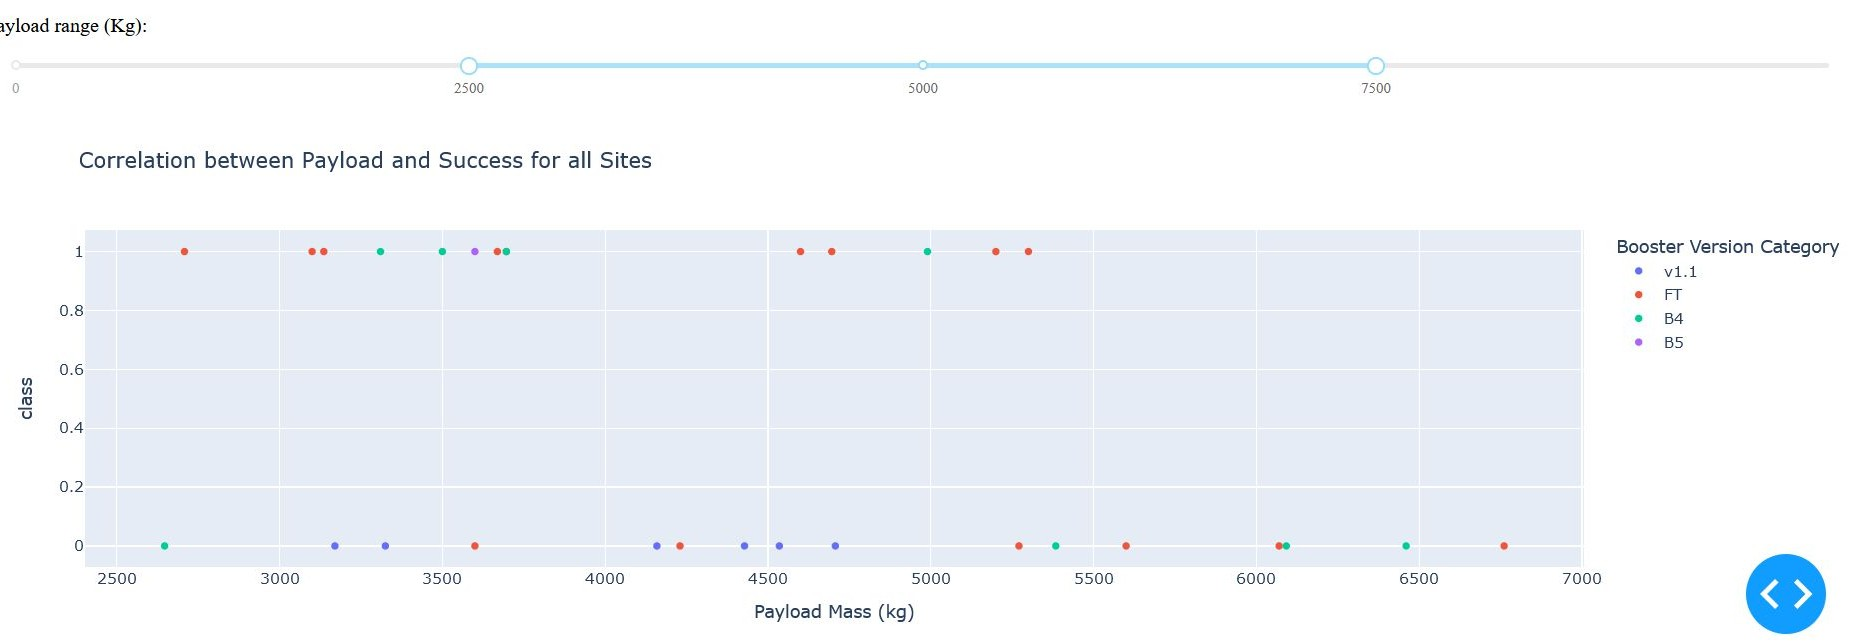 ayload range (Kg):
0 2500 5000 7500
Correlation between Payload and Success for all Sites
1
0.8
0.6
0.4
0.2
0
class
2500 3000 3500 4000 4500 5000 5500 6000 6500 7000
Payload Mass (kg)
Booster Version Category
v1.1
FT
B4
B5